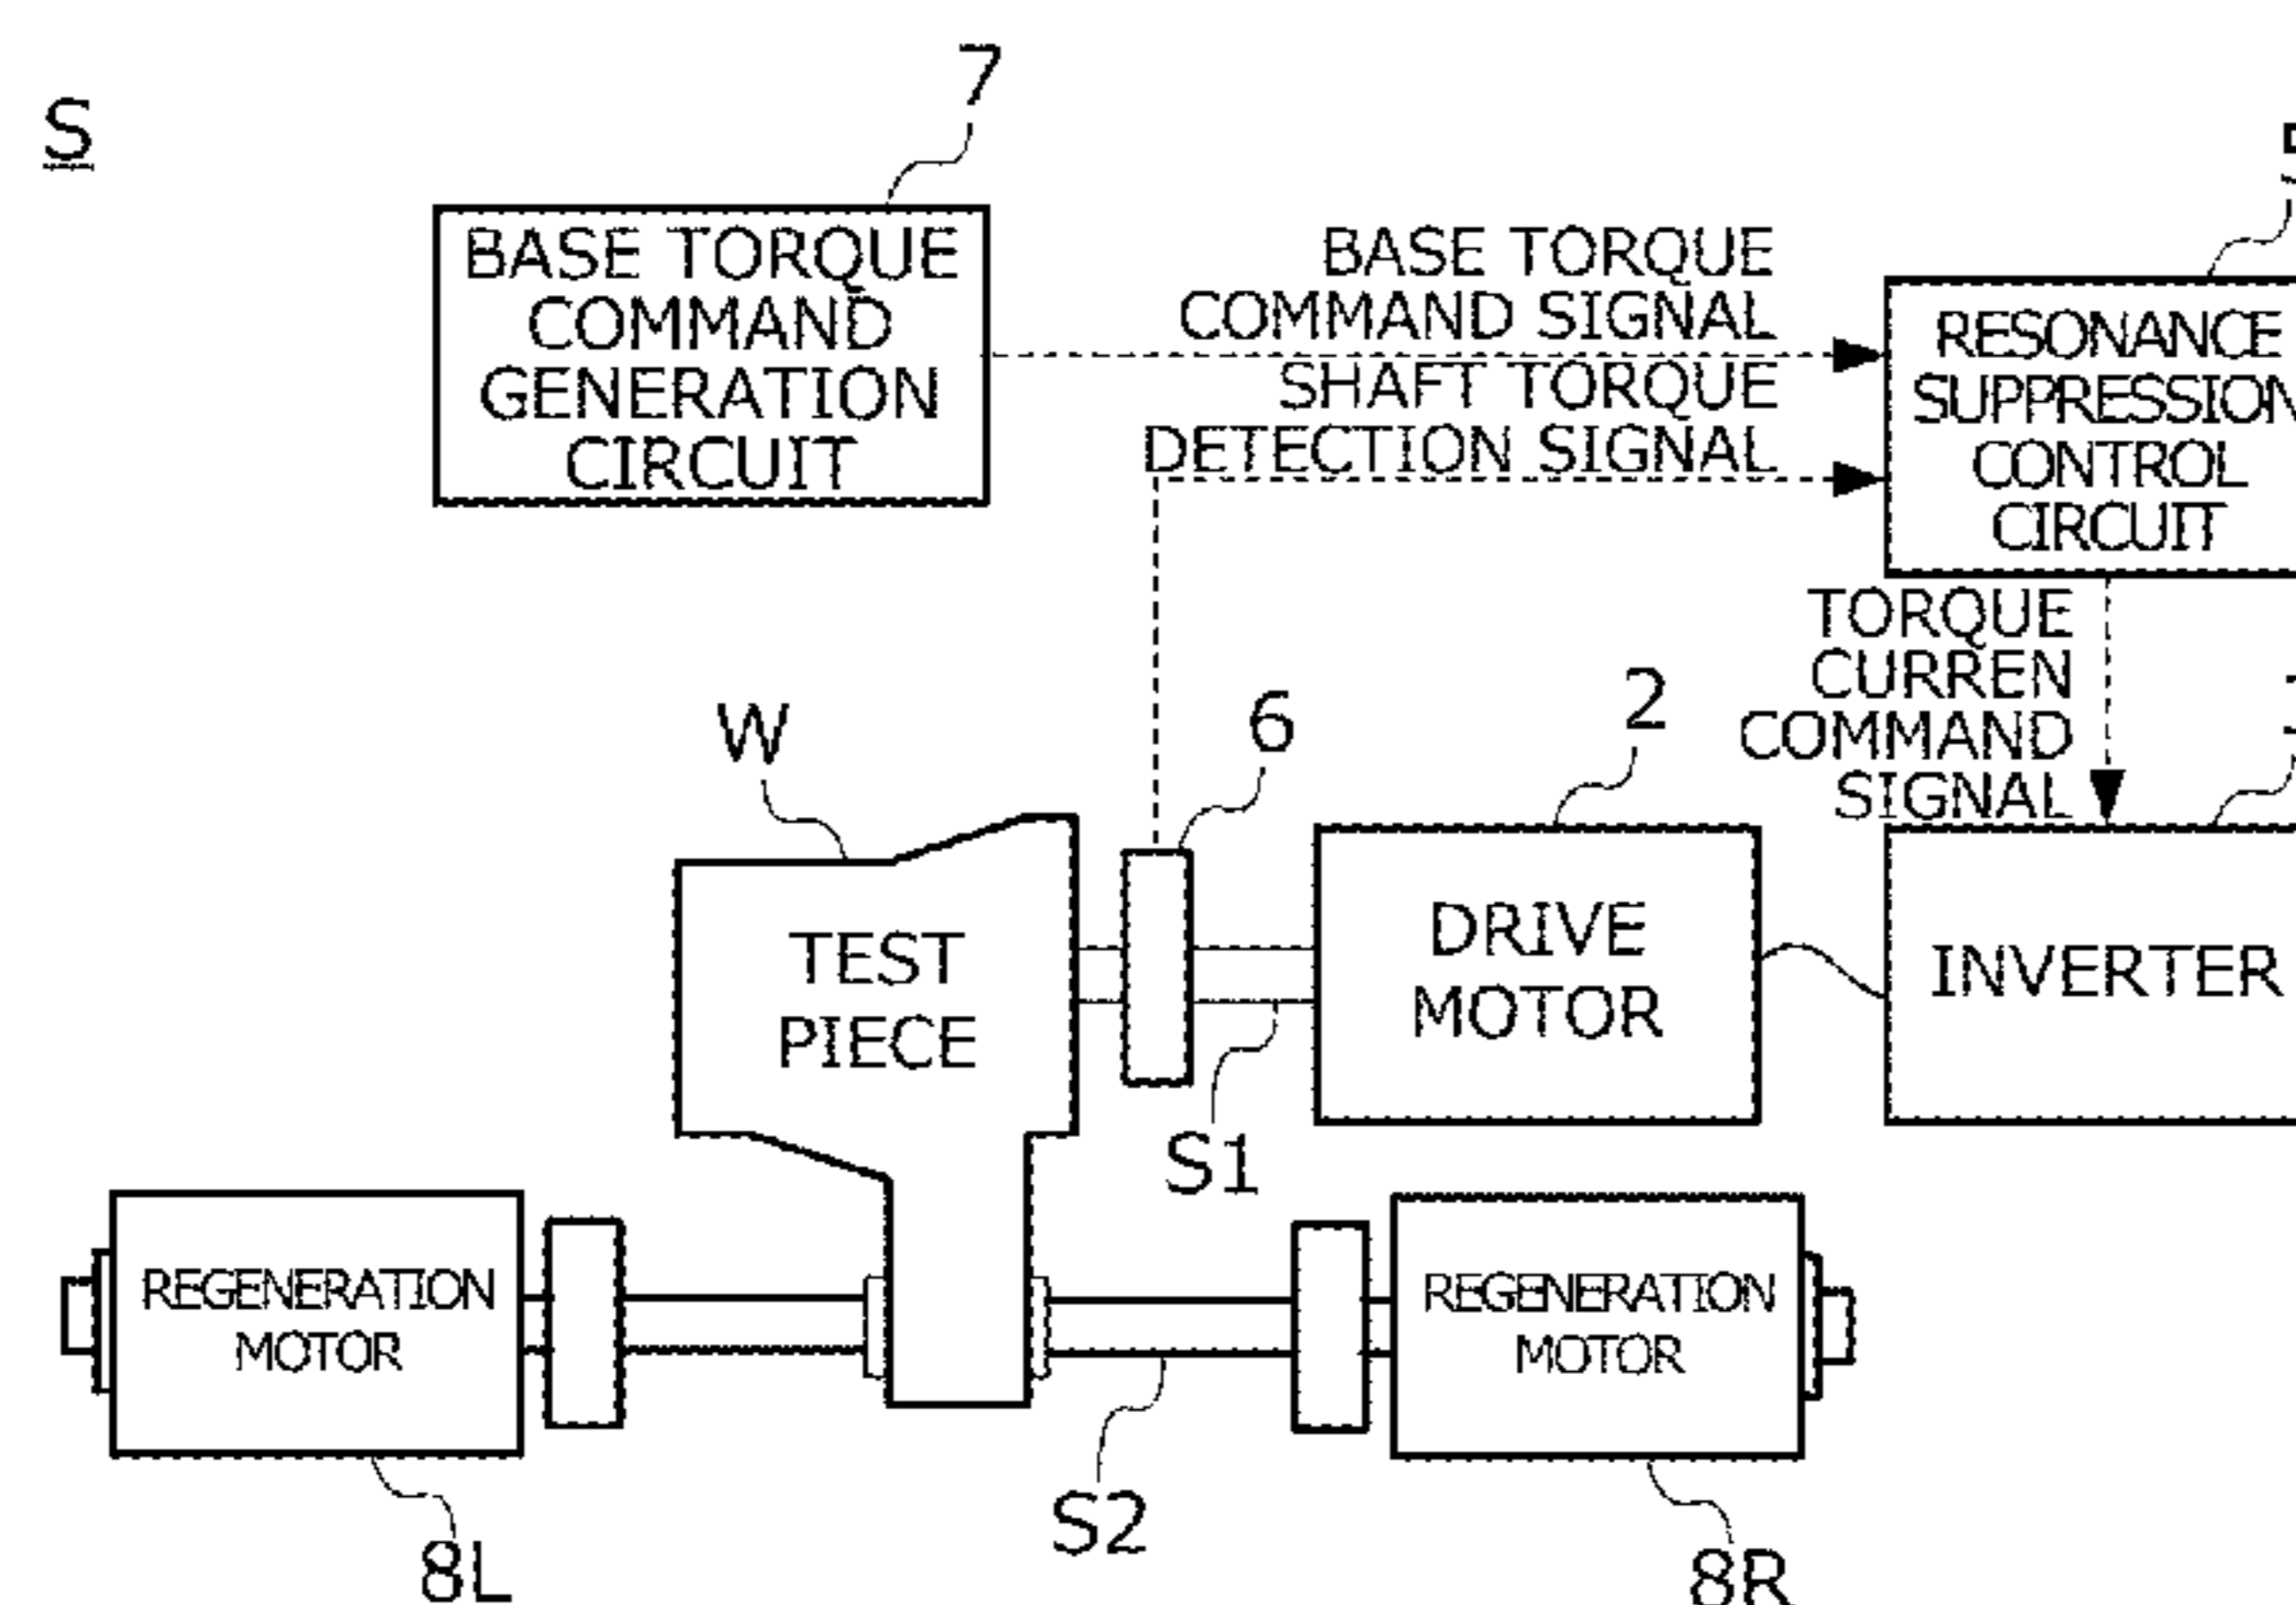 S
7
BASE TORQUE
COMMAND
GENERATION
CIRCUIT
BASE TORQUE
COMMAND SIGNAL
SHAFT TORQUE
DETECTION SIGNAL
RESONANCE
SUPPRESSION
CONTROL
CIRCUIT
TORQUE
CURREN
COMMAND
SIGNAL
W
6
2
TEST
PIECE
DRIVE
MOTOR
INVERTER
S1
REGENERATION
MOTOR
REGENERATION
MOTOR
S2
8L
8R